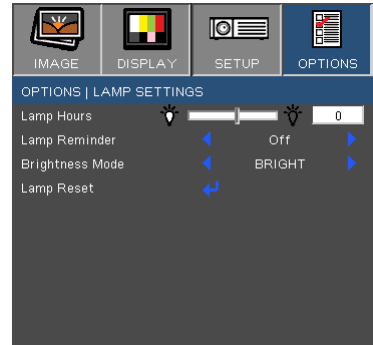 IMAGE DISPLAY SETUP OPTIONS
OPTIONS | LAMP SETTINGS
Lamp Hours 0
Lamp Reminder Off
Brightness Mode BRIGHT
Lamp Reset